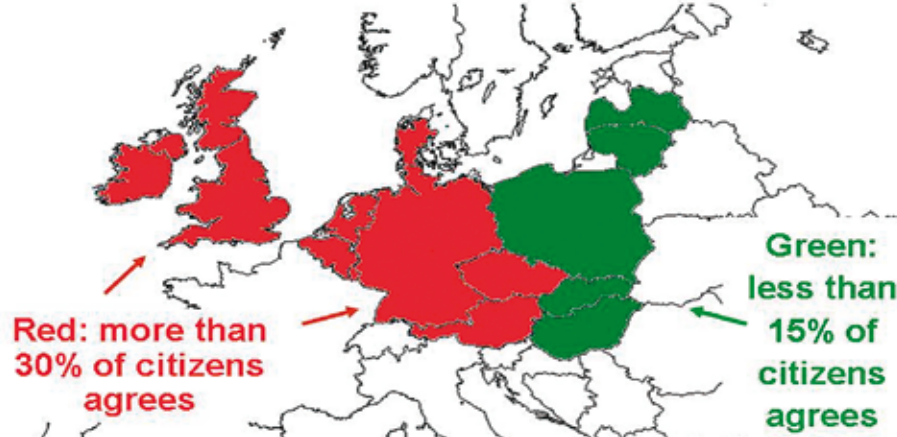 Red: more than
30% of citizens
agrees
Green:
less than
15% of
citizens
agrees